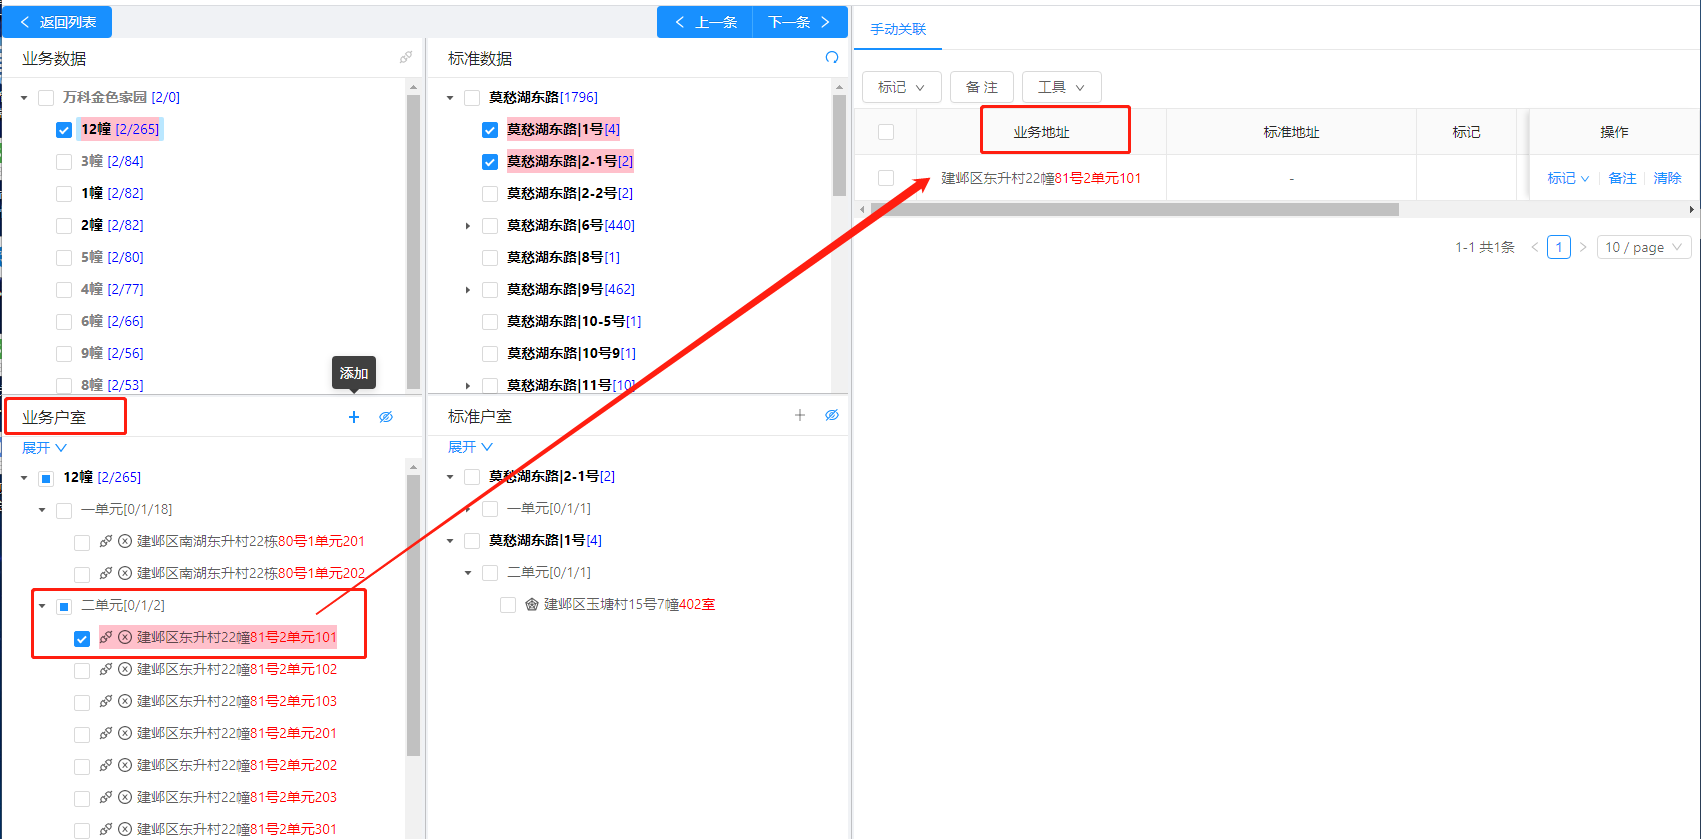 返回列表
上一条
下一条
业务数据
万科金色家园 [2/0]
12幢 [2/265]
3幢 [2/84]
1幢 [2/82]
2幢 [2/82]
5幢 [2/80]
4幢 [2/77]
6幢 [2/66]
9幢 [2/56]
8幢 [2/53]
添加
标准数据
莫愁湖东路[1796]
莫愁湖东路|1号[4]
莫愁湖东路|2-1号[2]
莫愁湖东路|2-2号[2]
莫愁湖东路|6号[440]
莫愁湖东路|8号[1]
莫愁湖东路|9号[462]
莫愁湖东路|10-5号[1]
莫愁湖东路|10号9[1]
莫愁湖东路|11号[10]
业务户室
展开
12幢 [2/265]
一单元[0/1/18]
建邺区南湖东升村22栋80号1单元201
建邺区南湖东升村22栋80号1单元202
二单元[0/1/2]
建邺区东升村22幢81号2单元101
建邺区东升村22幢81号2单元102
建邺区东升村22幢81号2单元103
建邺区东升村22幢81号2单元201
建邺区东升村22幢81号2单元202
建邺区东升村22幢81号2单元203
建邺区东升村22幢81号2单元301
标准户室
展开
莫愁湖东路|2-1号[2]
一单元[0/1/1]
莫愁湖东路|1号[4]
二单元[0/1/1]
建邺区玉塘村15号7幢402室
手动关联
标记
备 注
工具
业务地址
标准地址
标记
操作
建邺区东升村22幢81号2单元101
-
标记
备注
清除
1-1 共1条
1
10 / page